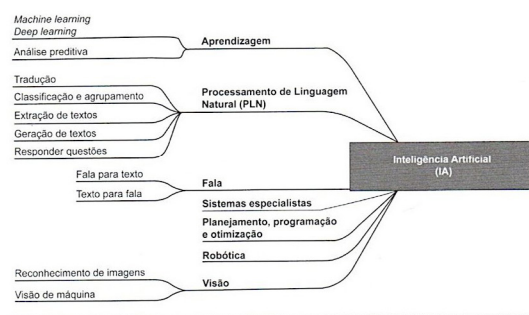 Machine learning
Deep learning
Análise preditiva
Aprendizagem
Tradução
Classificação e agrupamento
Extração de textos
Geração de textos
Responder questões
Processamento de Linguagem
Natural (PLN)
Fala para texto
Texto para fala
Fala
Sistemas especialistas
Planejamento, programação
e otimização
Robótica
Reconhecimento de imagens
Visão de máquina
Visão
Inteligência Artificial
(IA)